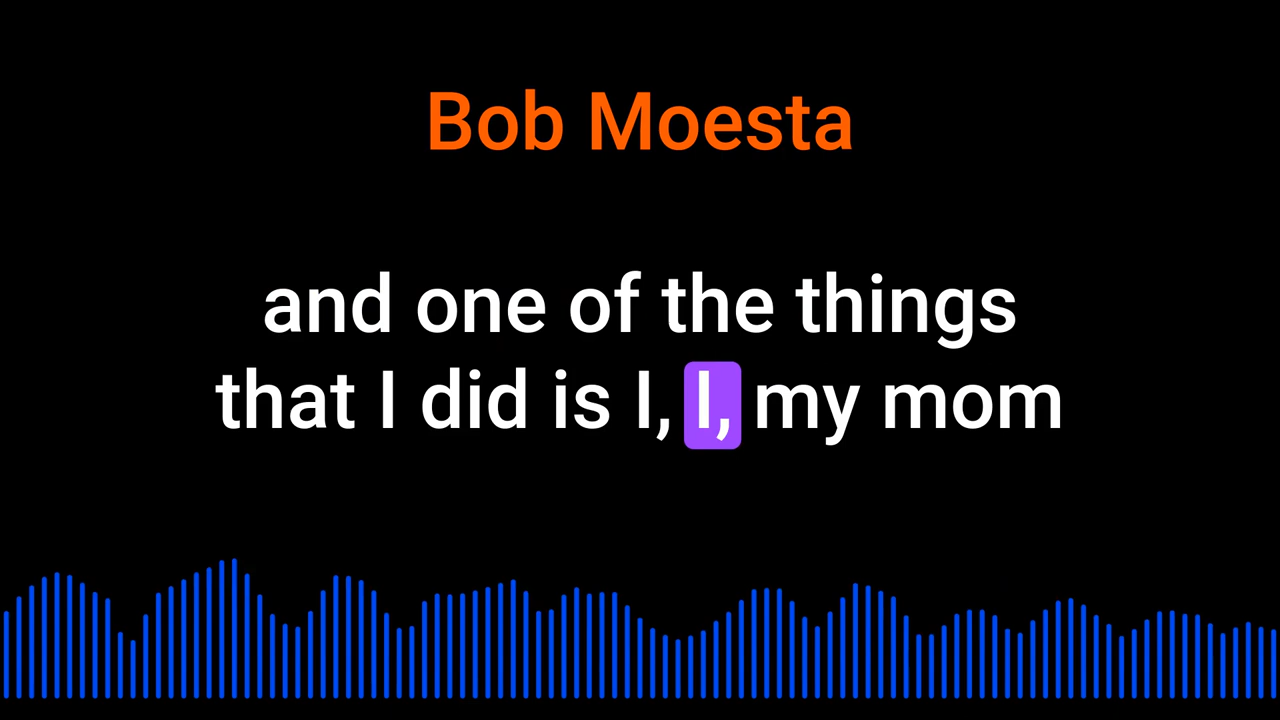 Bob Moesta
and one of the things
that I did is I, I, my mom